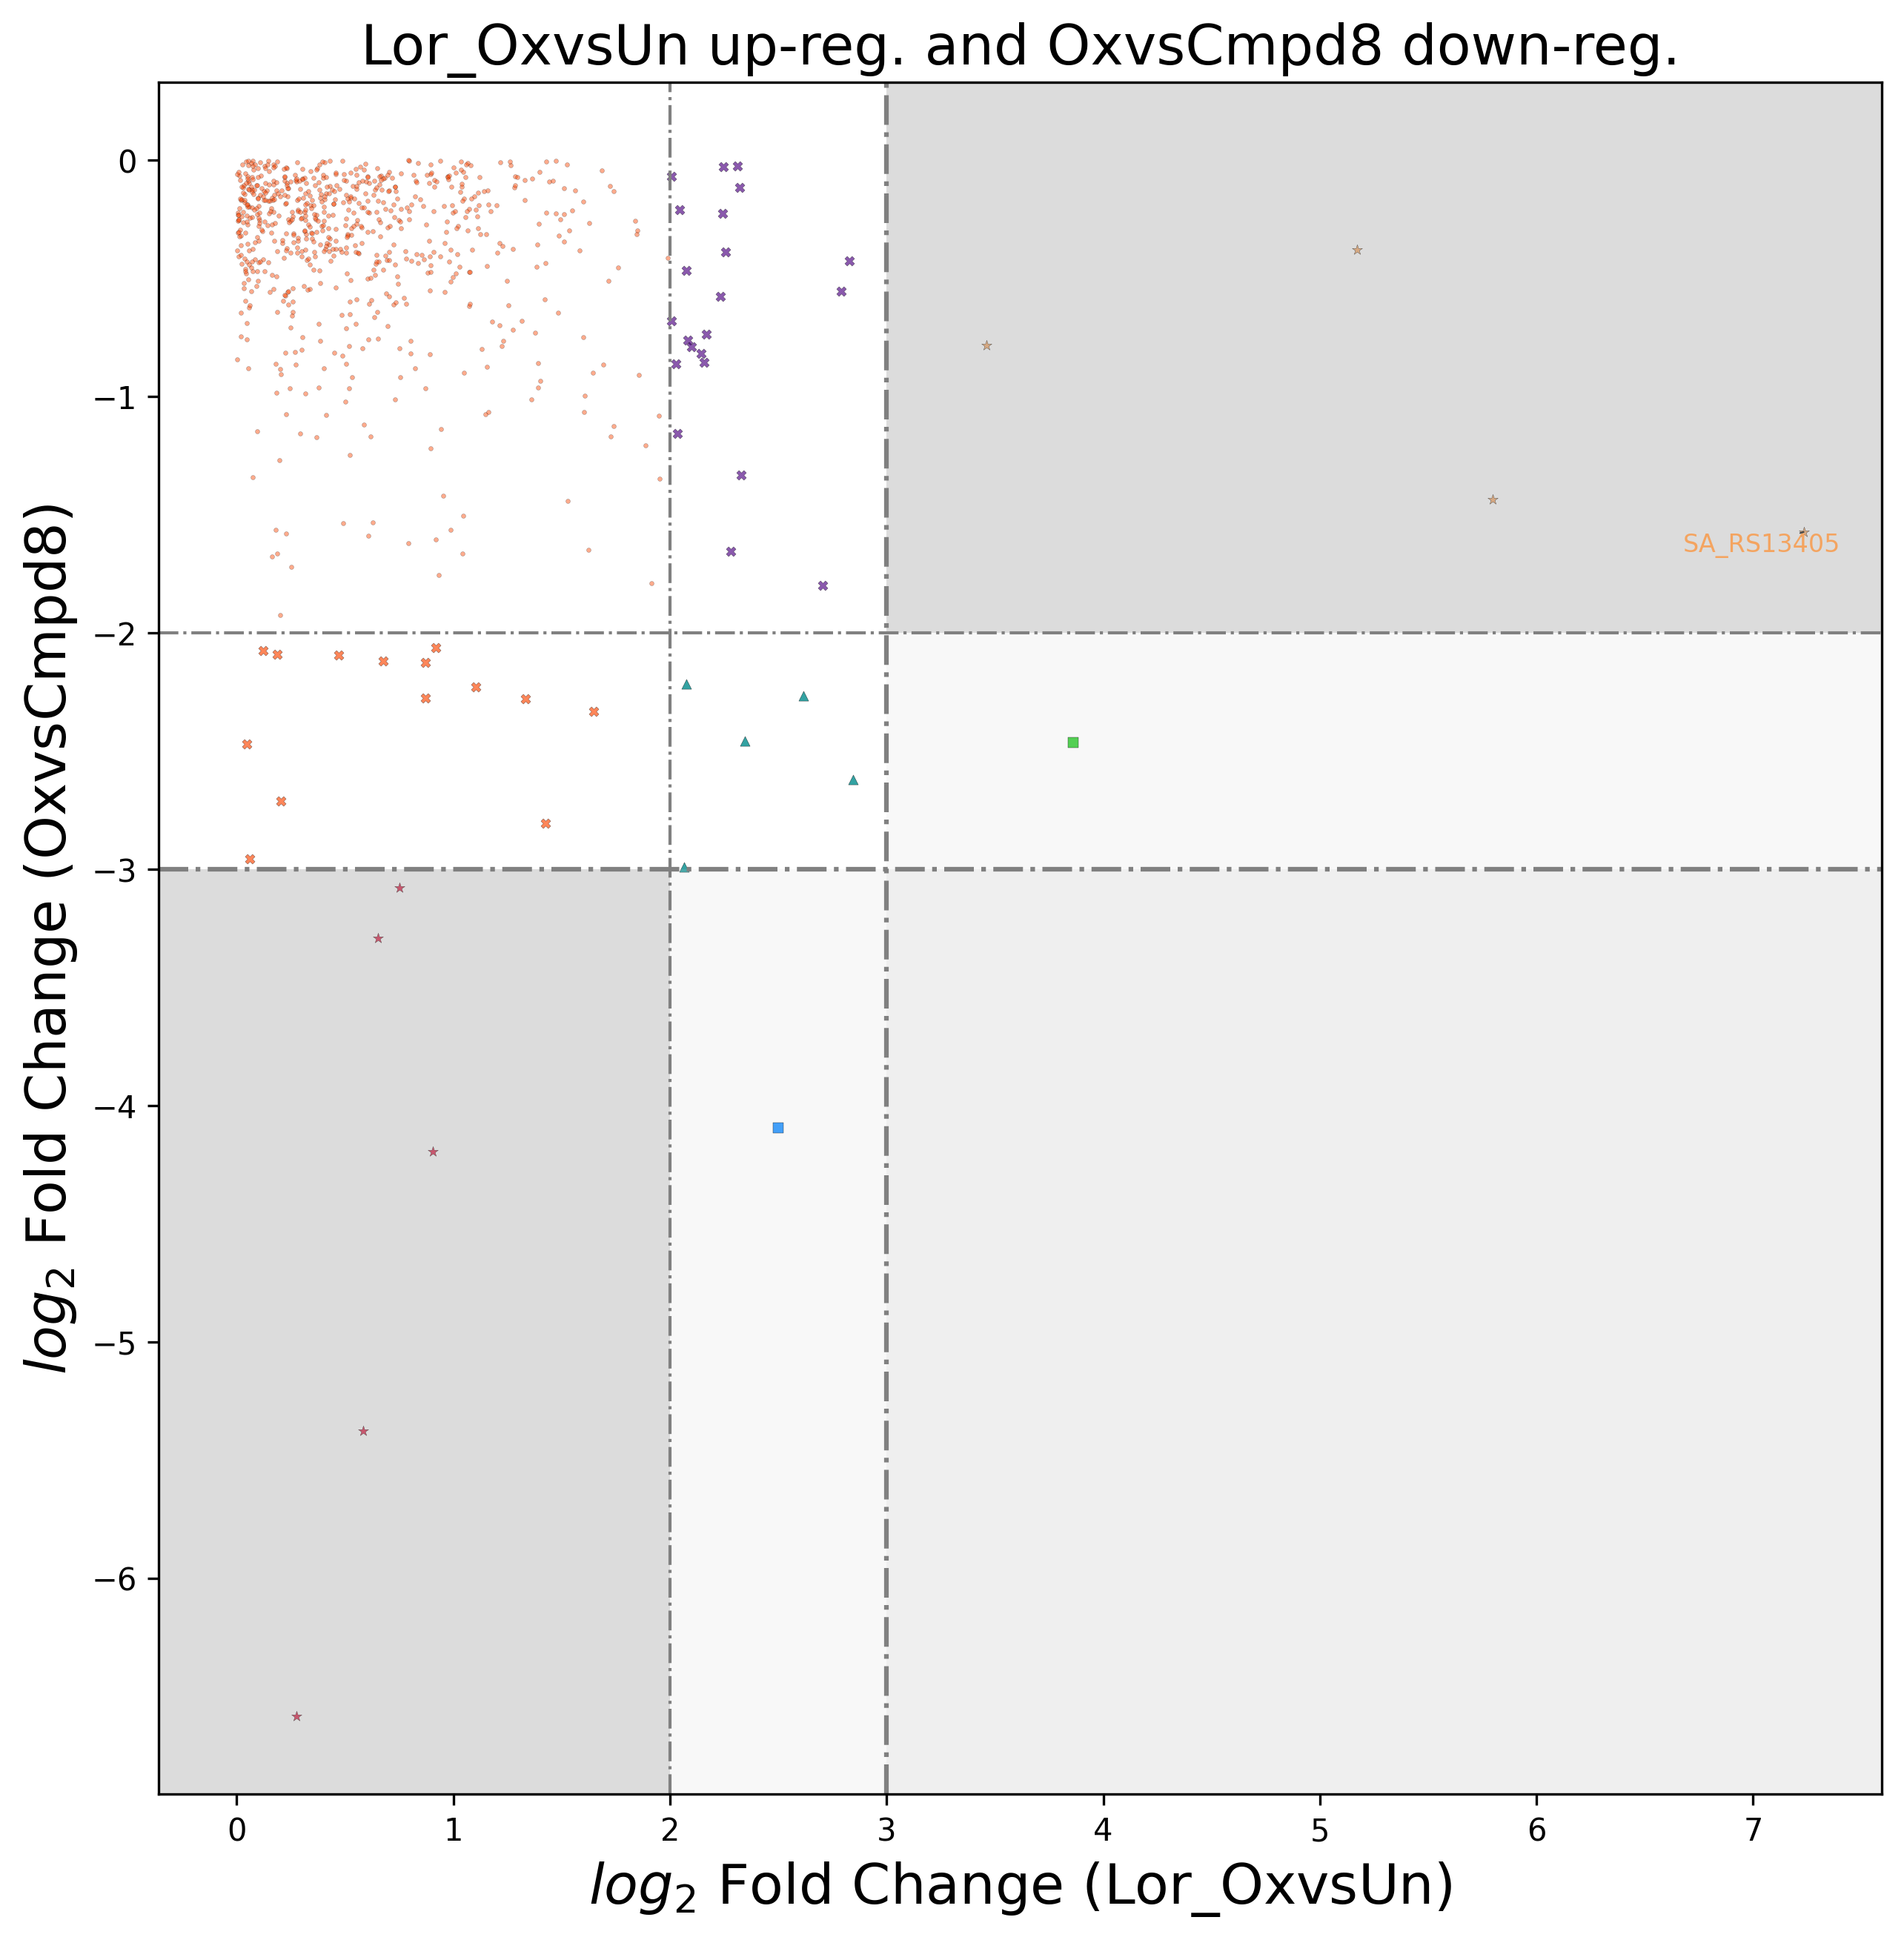 Lor_OxvsUn up-reg. and OxvsCmpd8 down-reg.
log2 Fold Change (OxvsCmpd8)
0
−1
−2
−3
−4
−5
−6
SA_RS13405
0 1 2 3 4 5 6 7
log2 Fold Change (Lor_OxvsUn)